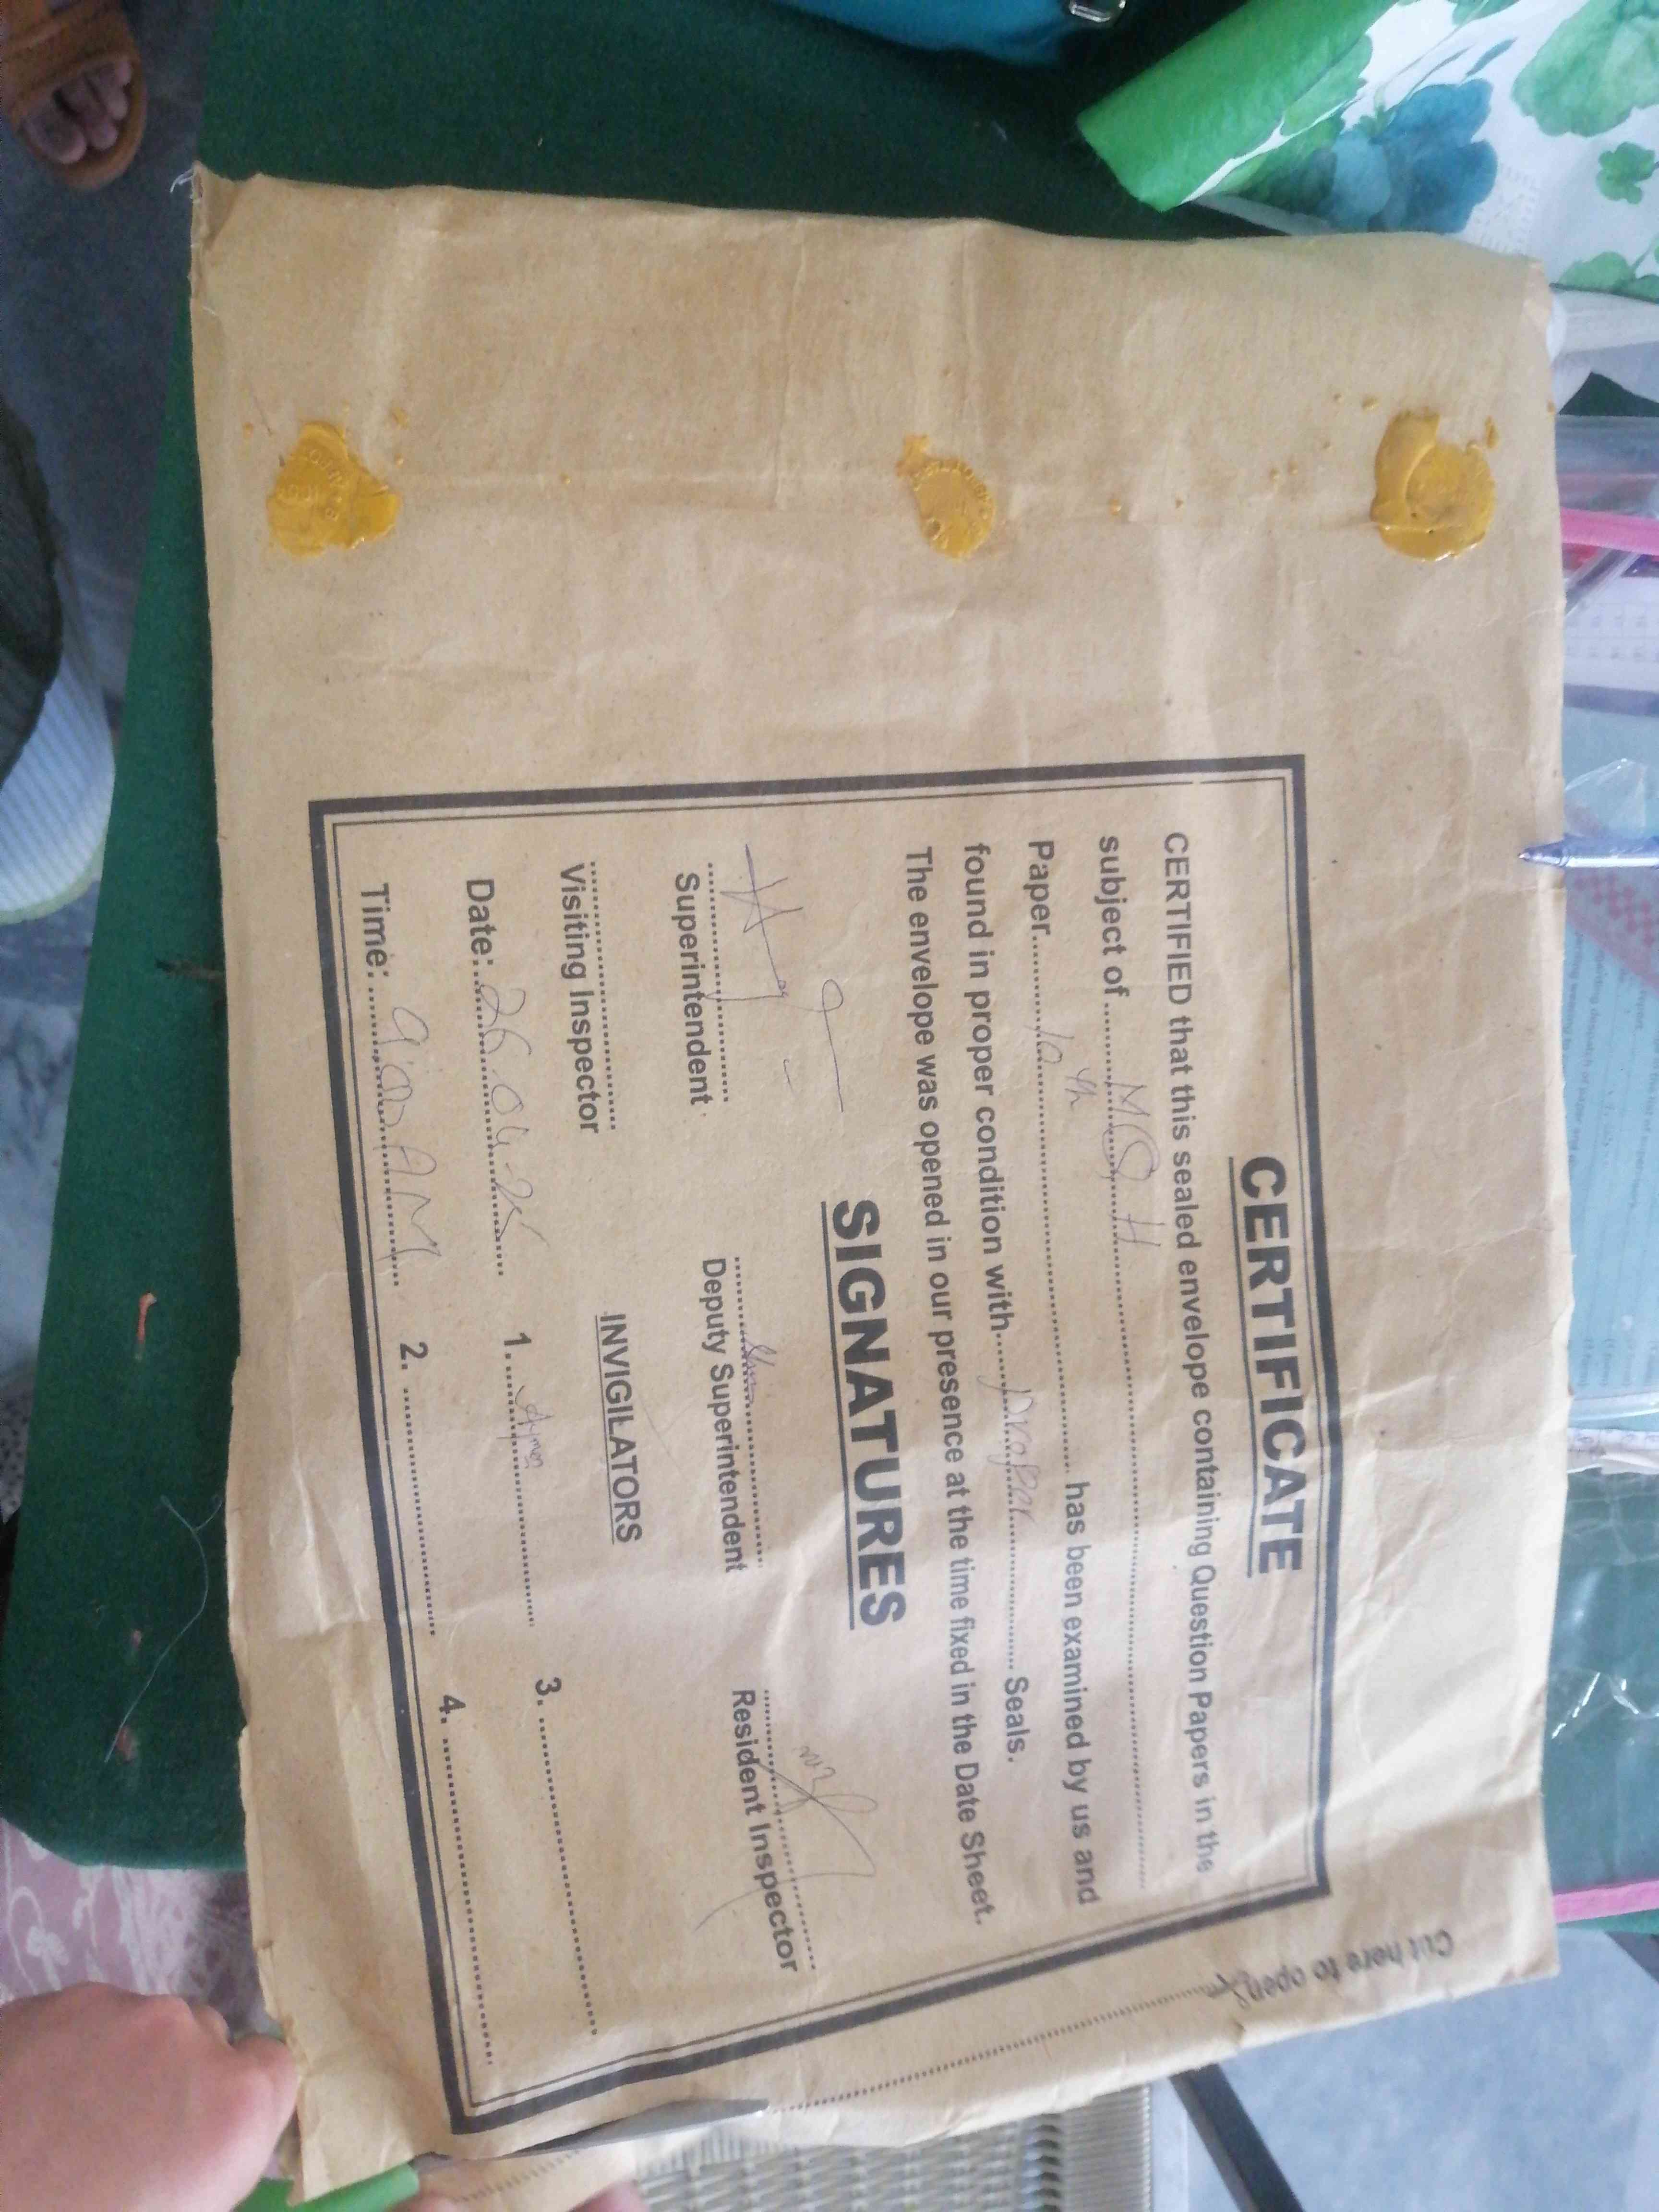 CERTIFICATE
CERTIFIED that this sealed envelope containing Question Papers in the
subject of .......... MQH ..........
Paper .......... 10th .......... has been examined by us and
found in proper condition with .......... proper .......... Seals.
The envelope was opened in our presence at the time fixed in the Date Sheet.
SIGNATURES
Superintendent
Deputy Superintendent
Resident Inspector
Visiting Inspector
INVIGILATORS
Date: 26.04.25
1. .......... 3. ..........
Time: 9:00 AM
2. .......... 4. ..........
Cut here to open